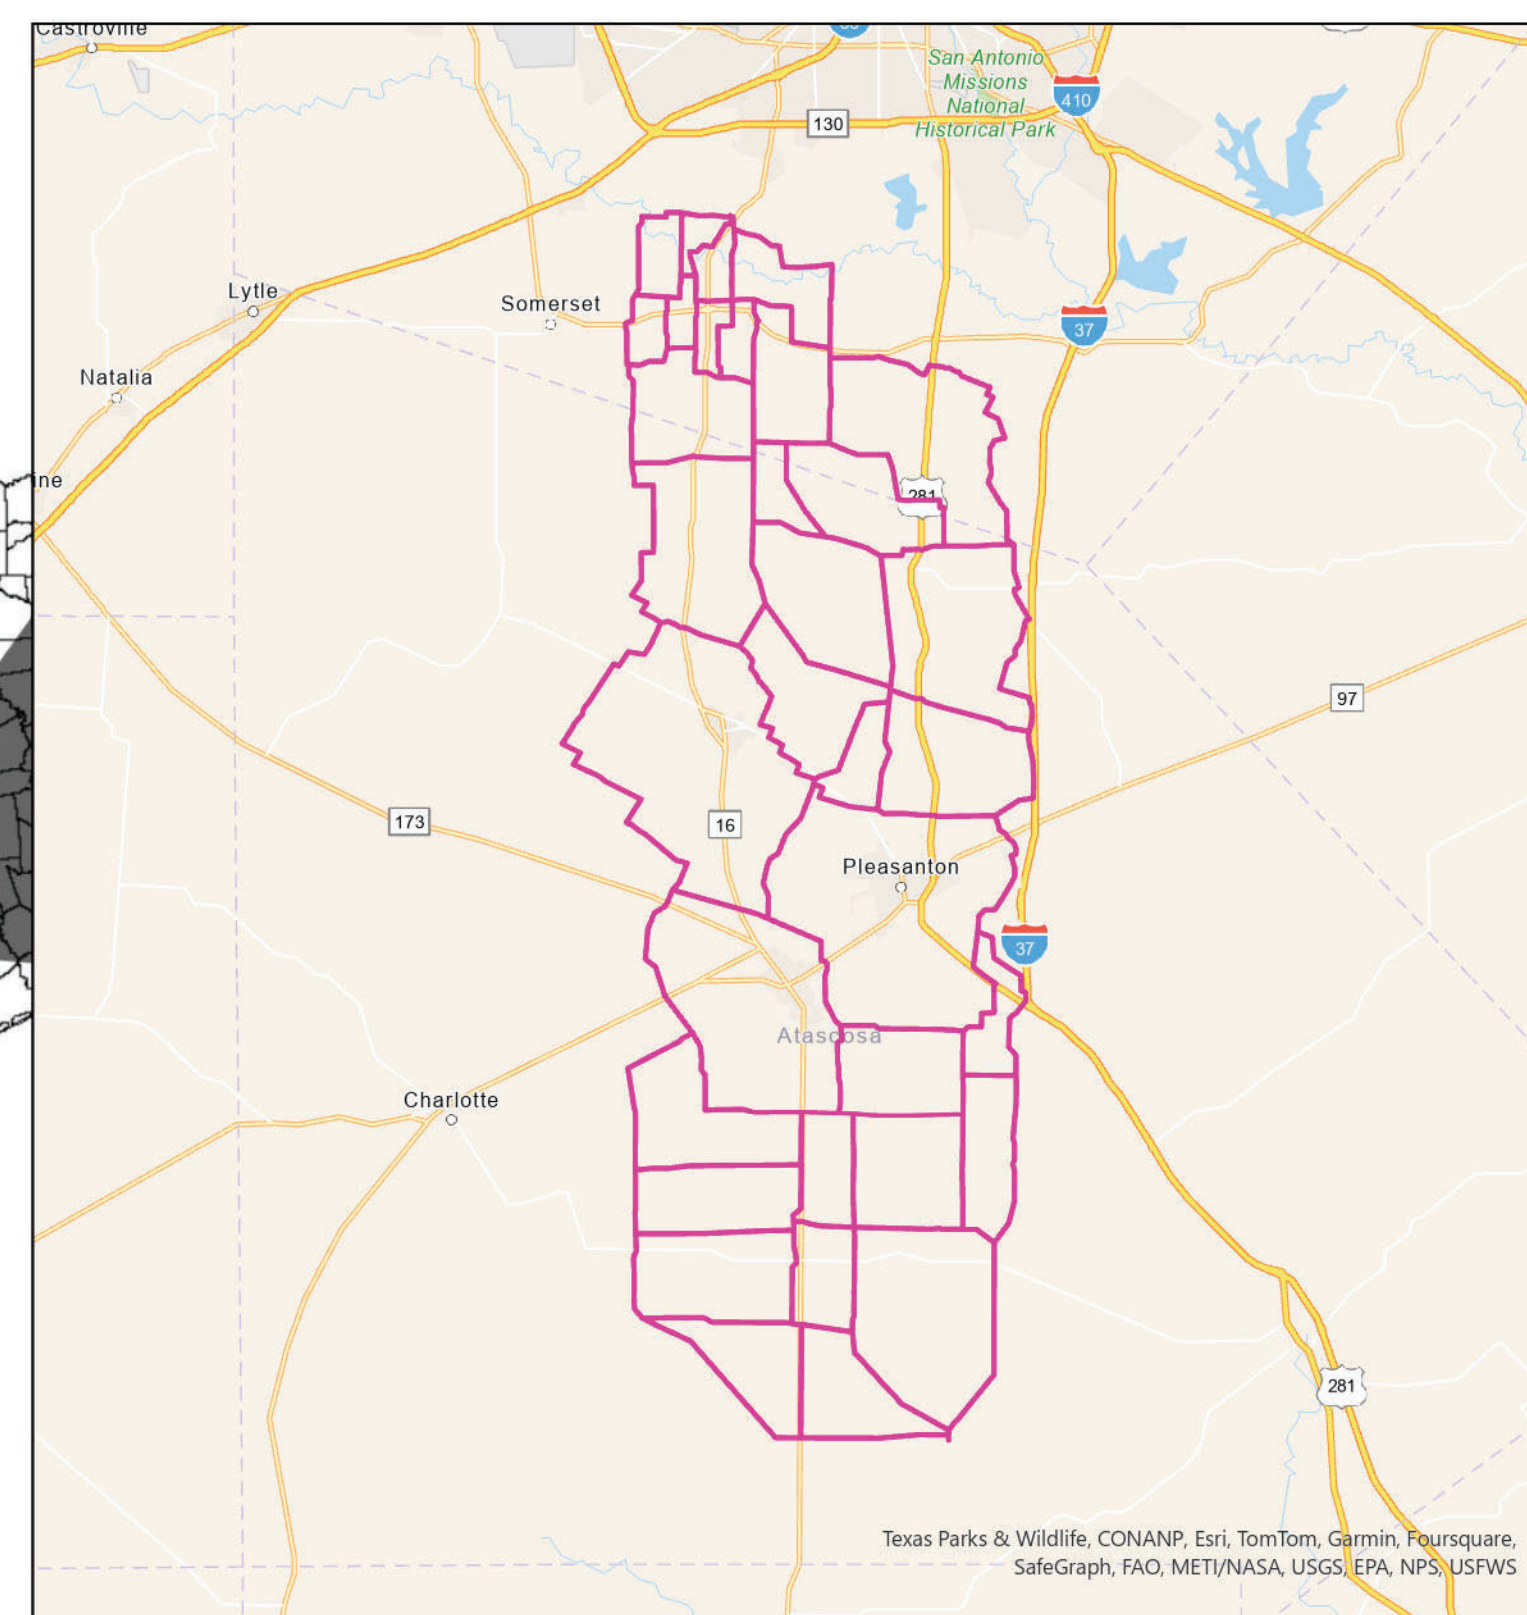 Castroville
San Antonio
Missions
National
Historical Park
410
130
Lytle
Somerset
37
Natalia
ine
281
97
173
16
Pleasanton
37
Atascosa
Charlotte
281
Texas Parks & Wildlife, CONANP, Esri, TomTom, Garmin, Foursquare,
SafeGraph, FAO, METI/NASA, USGS, EPA, NPS, USFWS